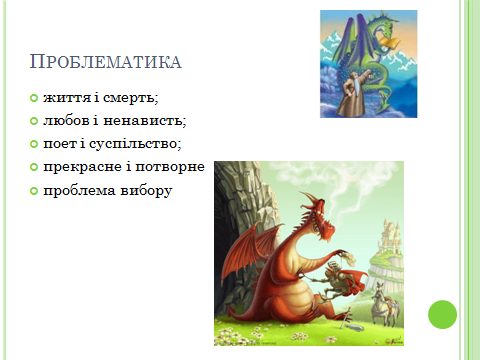 Проблематика
життя і смерть;
любов і ненависть;
поет і суспільство;
прекрасне і потворне
проблема вибору